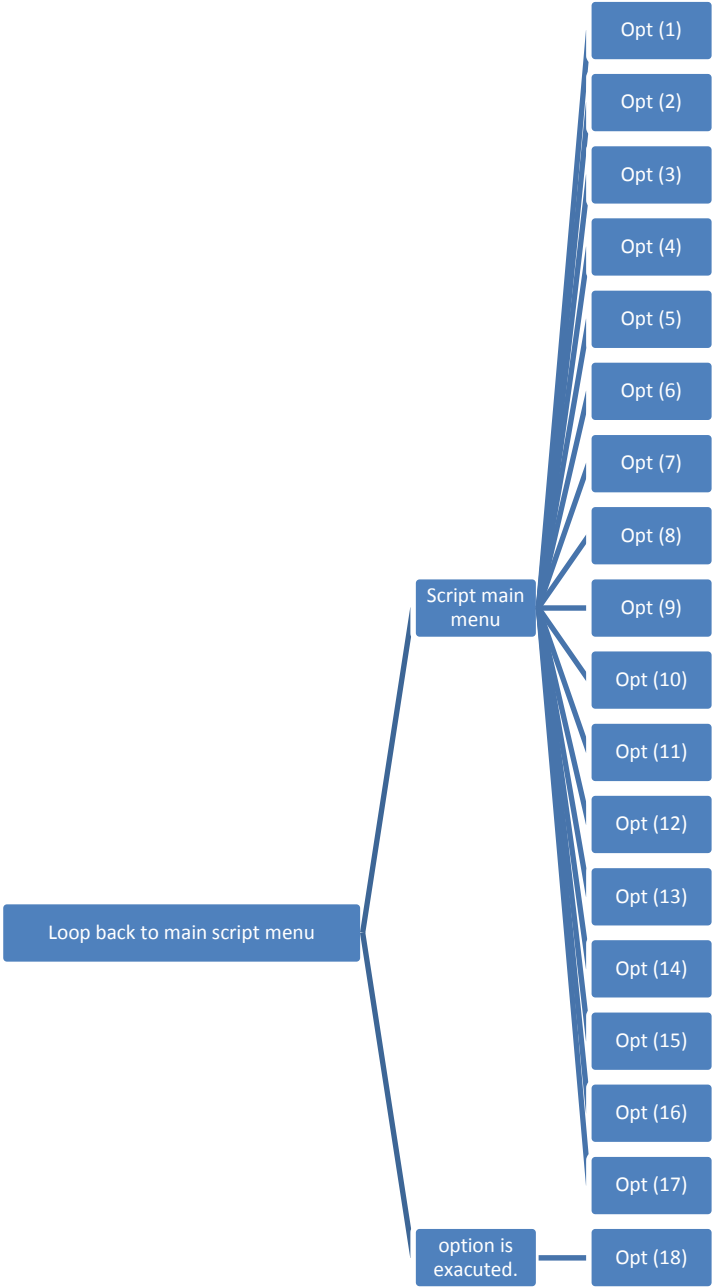 Opt (1)
Opt (2)
Opt (3)
Opt (4)
Opt (5)
Opt (6)
Opt (7)
Opt (8)
Script main
menu
Opt (9)
Opt (10)
Opt (11)
Opt (12)
Opt (13)
Loop back to main script menu
Opt (14)
Opt (15)
Opt (16)
Opt (17)
option is
exacuted.
Opt (18)